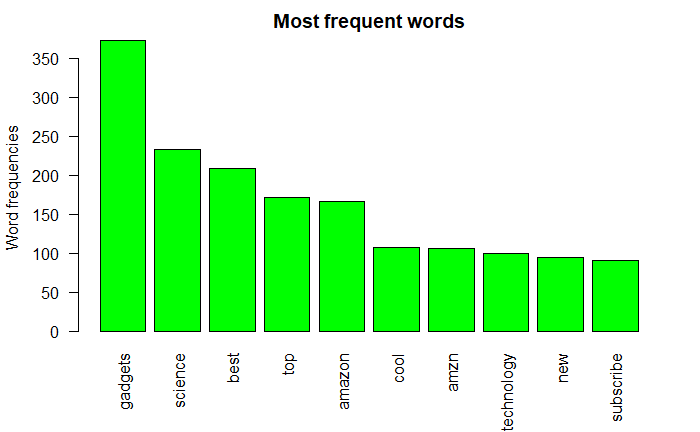 Most frequent words
Word frequencies
350
300
250
200
150
100
50
0
gadgets
science
best
top
amazon
cool
amzn
technology
new
subscribe